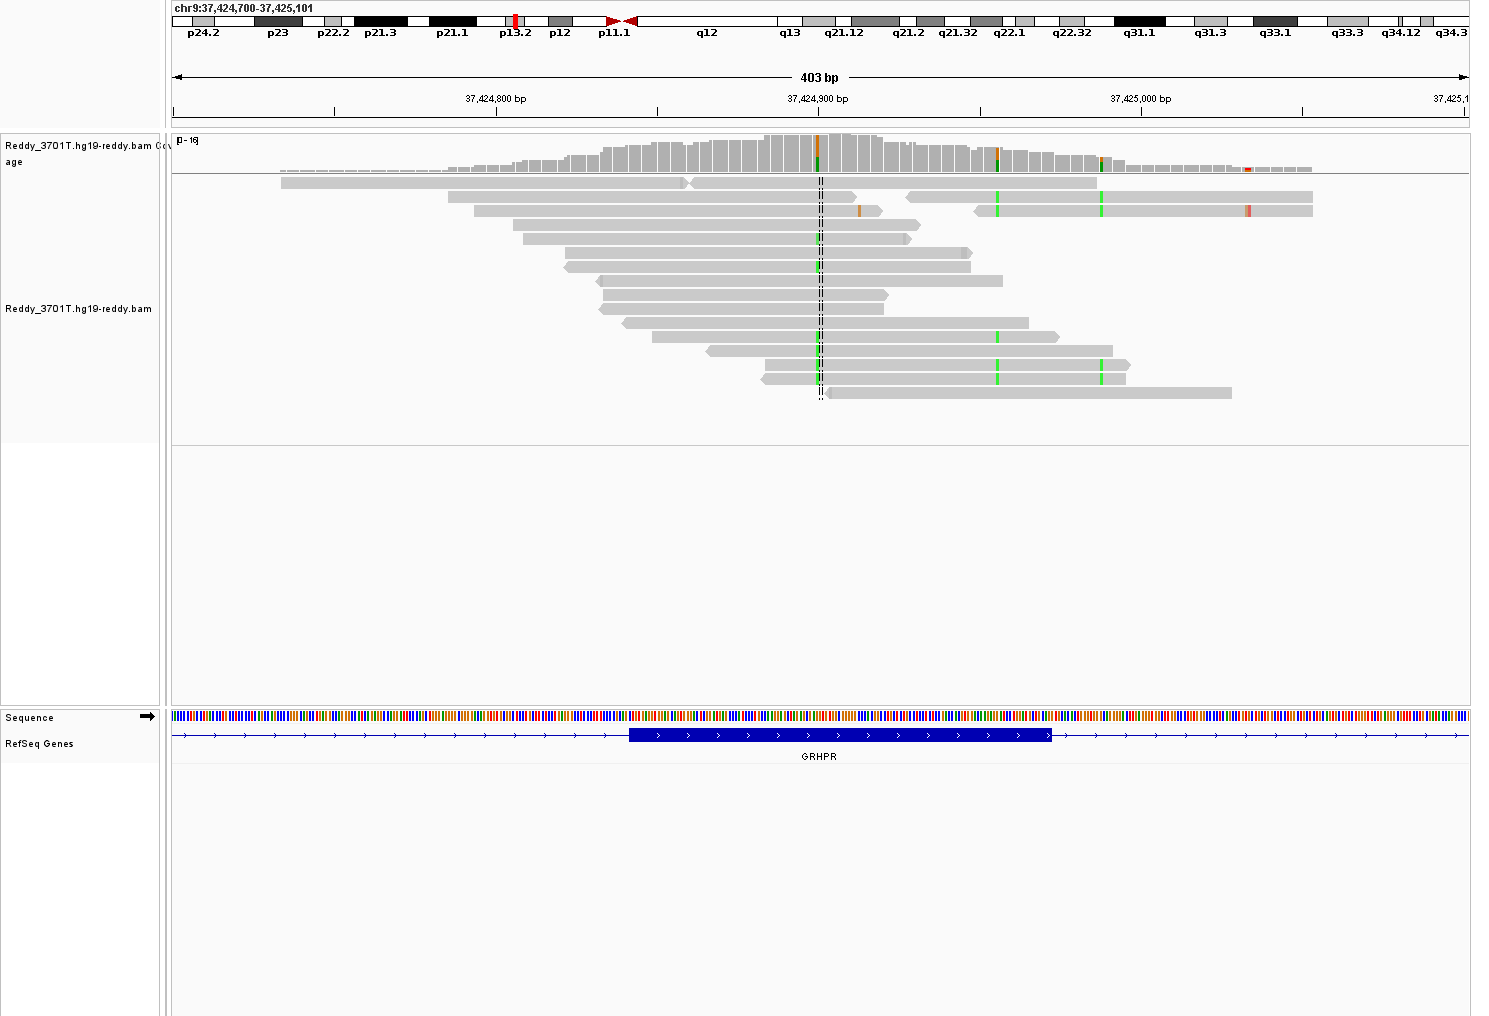 chr9:37,424,700-37,425,101
p24.2 p23 p22.2 p21.3 p21.1 p13.2 p12 p11.1 q12 q13 q21.12 q21.2 q21.32 q22.1 q22.32 q31.1 q31.3 q33.1 q33.3 q34.12 q34.3
403 bp
37,424,800 bp 37,424,900 bp 37,425,000 bp 37,425,1
Reddy_3701T.hg19-reddy.bam Cov
age
[0 - 16]
Reddy_3701T.hg19-reddy.bam
Sequence
RefSeq Genes
GRHPR